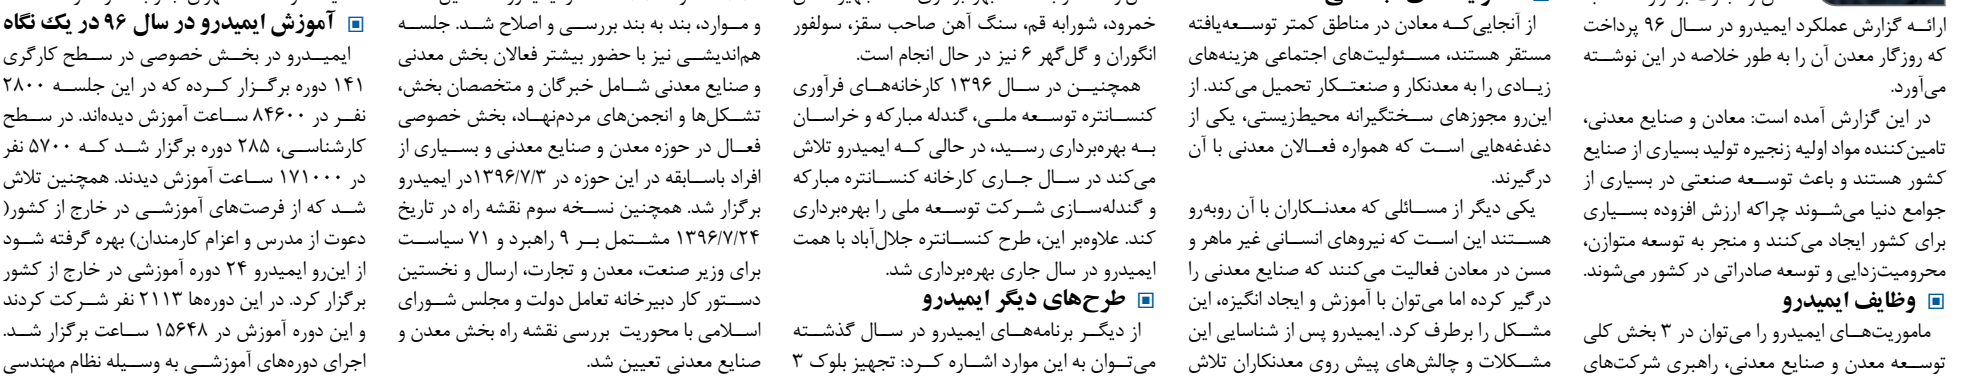 ارائه گزارش عملکرد ایمیدرو در سال ۹۶ پرداخت
که روزگار معدن آن را به طور خلاصه در این نوشته
می‌آورد.
در این گزارش آمده است: معادن و صنایع معدنی،
تامین‌کننده مواد اولیه زنجیره تولید بسیاری از صنایع
کشور هستند و باعث توسعه صنعتی در بسیاری از
جوامع دنیا می‌شوند چراکه ارزش افزوده بسیاری
برای کشور ایجاد می‌کنند و منجر به توسعه متوازن،
محرومیت‌زدایی و توسعه صادراتی در کشور می‌شوند.
وظایف ایمیدرو
ماموریت‌های ایمیدرو را می‌توان در ۳ بخش کلی
توسعه معدن و صنایع معدنی، راهبری شرکت‌های
از آنجایی‌که معادن در مناطق کمتر توسعه‌یافته
مستقر هستند، مسئولیت‌های اجتماعی هزینه‌های
زیادی را به معدنکار و صنعتکار تحمیل می‌کند. از
این‌رو مجوزهای سختگیرانه محیط‌زیستی، یکی از
دغدغه‌هایی است که همواره فعالان معدنی با آن
درگیرند.
یکی دیگر از مسائلی که معدنکاران با آن روبه‌رو
هستند این است که نیروهای انسانی غیر ماهر و
مسن در معادن فعالیت می‌کنند که صنایع معدنی را
درگیر کرده اما می‌توان با آموزش و ایجاد انگیزه، این
مشکل را برطرف کرد. ایمیدرو پس از شناسایی این
مشکلات و چالش‌های پیش روی معدنکاران تلاش
خمرود، شورابه قم، سنگ آهن صاحب سقز، سولفور
انگوران و گل‌گهر ۶ نیز در حال انجام است.
همچنین در سال ۱۳۹۶ کارخانه‌های فرآوری
کنسانتره توسعه ملی، گندله مبارکه و خراسان
به بهره‌برداری رسید، در حالی که ایمیدرو تلاش
می‌کند در سال جاری کارخانه کنسانتره مبارکه
و گندله‌سازی شرکت توسعه ملی را بهره‌برداری
کند. علاوه‌بر این، طرح کنسانتره جلال‌آباد با همت
ایمیدرو در سال جاری بهره‌برداری شد.
طرح‌های دیگر ایمیدرو
از دیگر برنامه‌های ایمیدرو در سال گذشته
می‌توان به این موارد اشاره کرد: تجهیز بلوک ۳
و موارد، بند به بند بررسی و اصلاح شد. جلسه
هم‌اندیشی نیز با حضور بیشتر فعالان بخش معدنی
و صنایع معدنی شامل خبرگان و متخصصان بخش،
تشکل‌ها و انجمن‌های مردم‌نهاد، بخش خصوصی
فعال در حوزه معدن و صنایع معدنی و بسیاری از
افراد باسابقه در این حوزه در ۱۳۹۶/۷/۳در ایمیدرو
برگزار شد. همچنین نسخه سوم نقشه راه در تاریخ
۱۳۹۶/۷/۲۴ مشتمل بر ۹ راهبرد و ۷۱ سیاست
برای وزیر صنعت، معدن و تجارت، ارسال و نخستین
دستور کار دبیرخانه تعامل دولت و مجلس شورای
اسلامی با محوریت بررسی نقشه راه بخش معدن و
صنایع معدنی تعیین شد.
آموزش ایمیدرو در سال ۹۶ در یک نگاه
ایمیدرو در بخش خصوصی در سطح کارگری
۱۴۱ دوره برگزار کرده که در این جلسه ۲۸۰۰
نفر در ۸۴۶۰۰ ساعت آموزش دیده‌اند. در سطح
کارشناسی، ۲۸۵ دوره برگزار شد که ۵۷۰۰ نفر
در ۱۷۱۰۰۰ ساعت آموزش دیدند. همچنین تلاش
شد که از فرصت‌های آموزشی در خارج از کشور(
دعوت از مدرس و اعزام کارمندان) بهره گرفته شود
از این‌رو ایمیدرو ۲۴ دوره آموزشی در خارج از کشور
برگزار کرد. در این دوره‌ها ۲۱۱۳ نفر شرکت کردند
و این دوره آموزش در ۱۵۶۴۸ ساعت برگزار شد.
اجرای دوره‌های آموزشی به وسیله نظام مهندسی